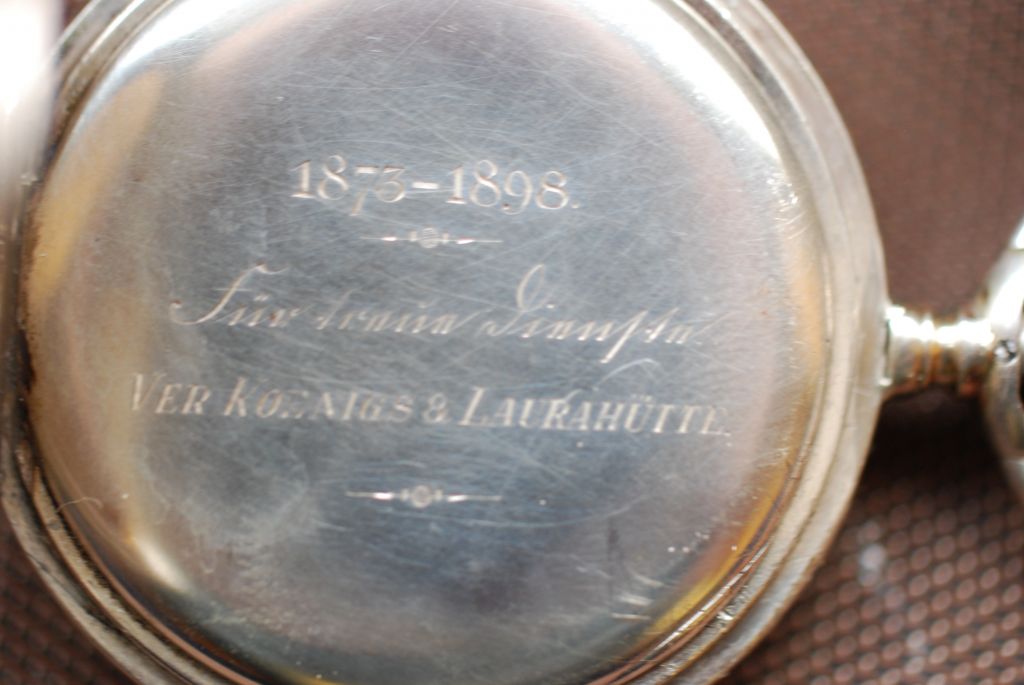 1873-1898.
Für treue Dienste
VER KOENIGS & LAURAHÜTTE.